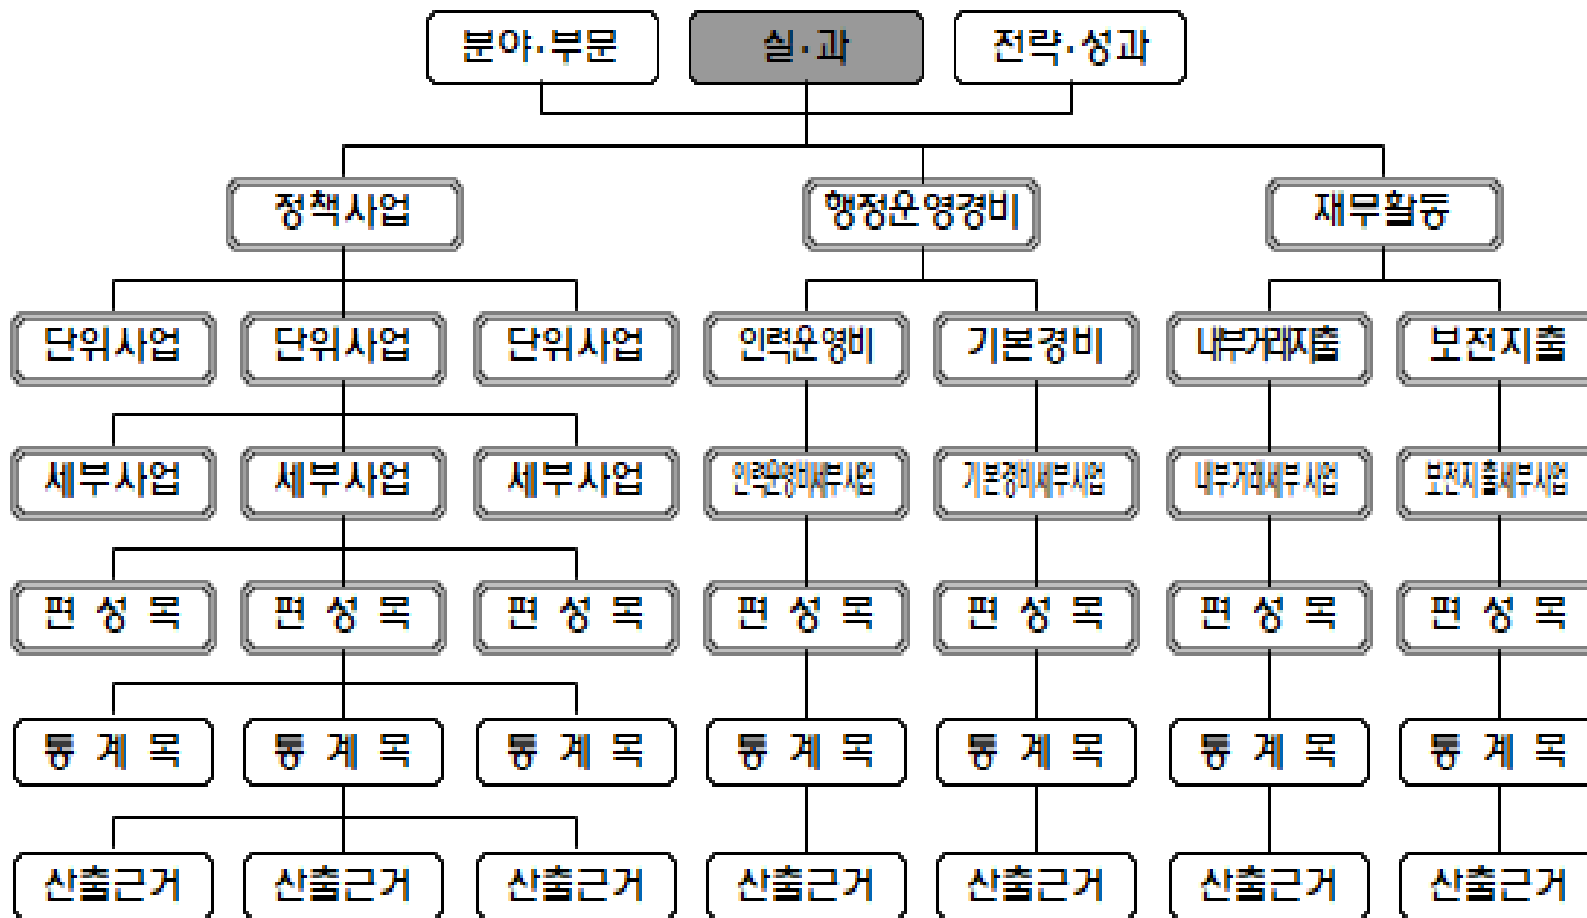 분야·부문 실·과 전략·성과
정책사업 행정운영경비 재무활동
단위사업 단위사업 단위사업 인력운영비 기본경비 내부거래지출 보전지출
세부사업 세부사업 세부사업 인력운영비세부사업 기본경비세부사업 내부거래세부사업 보전지출세부사업
편 성 목 편 성 목 편 성 목 편 성 목 편 성 목 편 성 목 편 성 목
통 계 목 통 계 목 통 계 목 통 계 목 통 계 목 통 계 목 통 계 목
산출근거 산출근거 산출근거 산출근거 산출근거 산출근거 산출근거